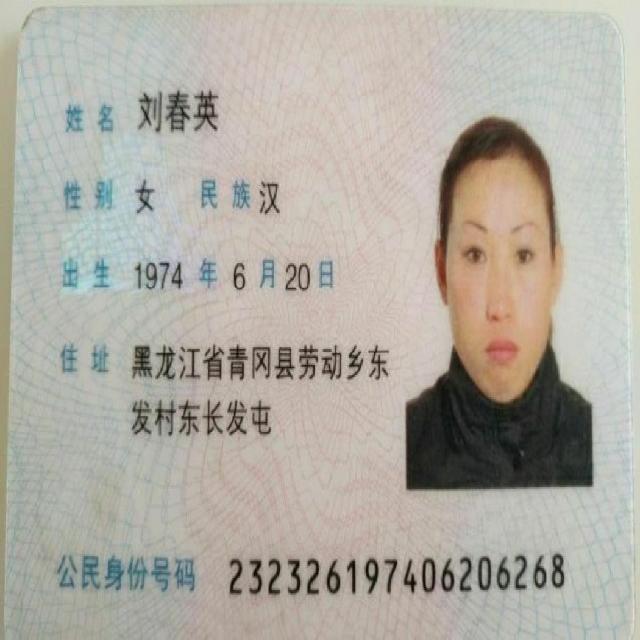 姓名 刘春英
性别 女 民族 汉
出生 1974 年 6 月 20 日
住址 黑龙江省青冈县劳动乡东
发村东长发屯
公民身份号码 232326197406206268